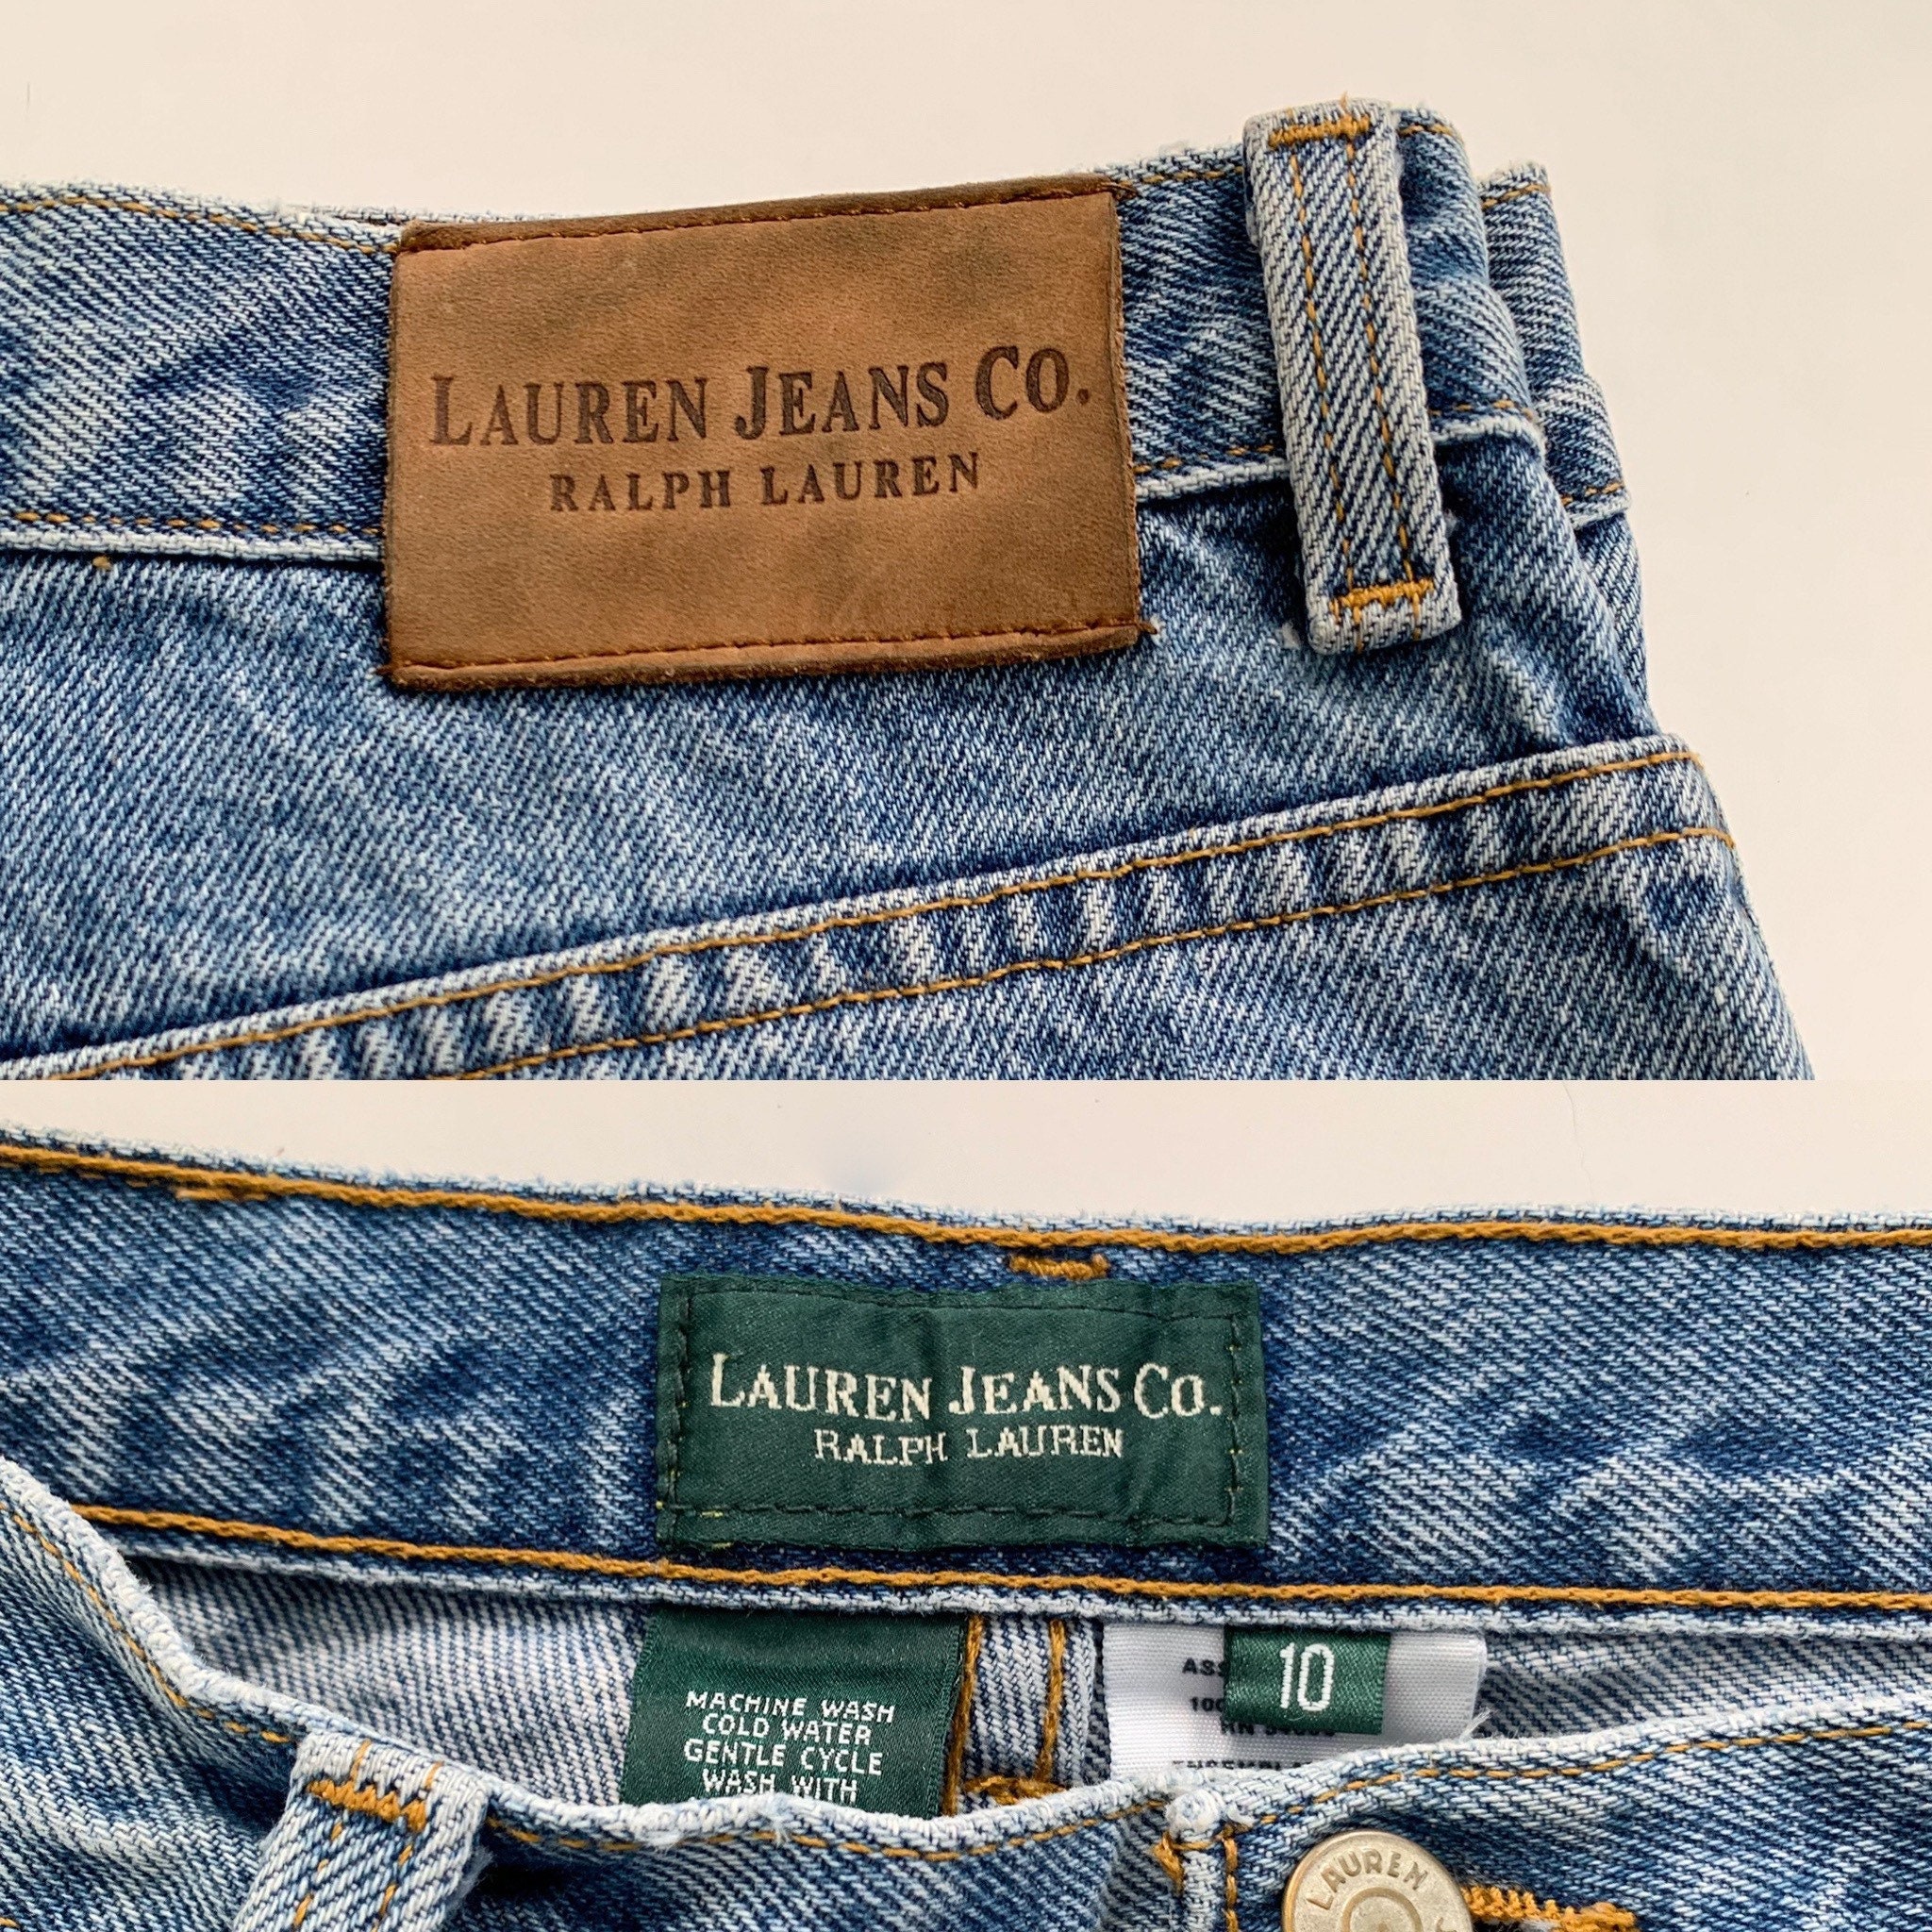 LAUREN JEANS CO.
RALPH LAUREN
LAUREN JEANS CO.
RALPH LAUREN
MACHINE WASH
COLD WATER
GENTLE CYCLE
WASH WITH
10
RN
LAUREN